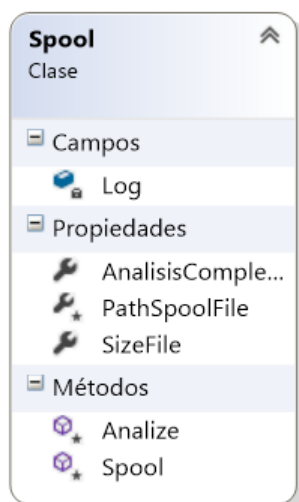 Spool
Clase
Campos
Log
Propiedades
AnalisisComple...
PathSpoolFile
SizeFile
Métodos
Analize
Spool